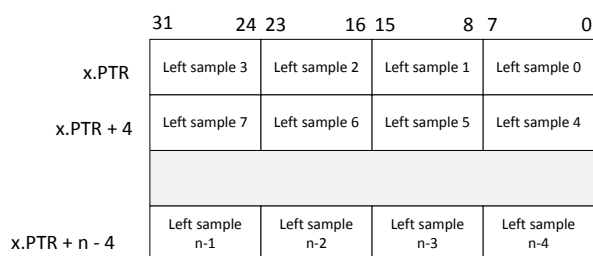 31 24 23 16 15 8 7 0
x.PTR Left sample 3 Left sample 2 Left sample 1 Left sample 0
x.PTR + 4 Left sample 7 Left sample 6 Left sample 5 Left sample 4
x.PTR + n - 4 Left sample n-1 Left sample n-2 Left sample n-3 Left sample n-4